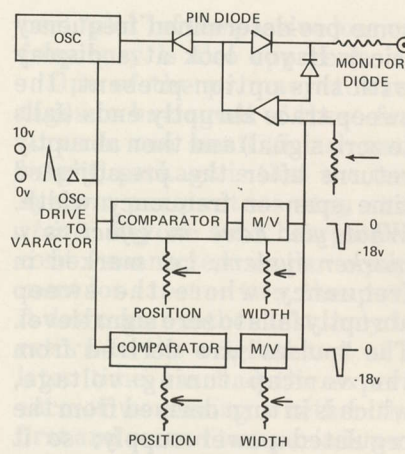 PIN DIODE
OSC
MONITOR
DIODE
10v
0v
OSC
DRIVE
TO
VARACTOR
COMPARATOR
M/V
-18v
POSITION
WIDTH
COMPARATOR
M/V
0
-18v
POSITION
WIDTH